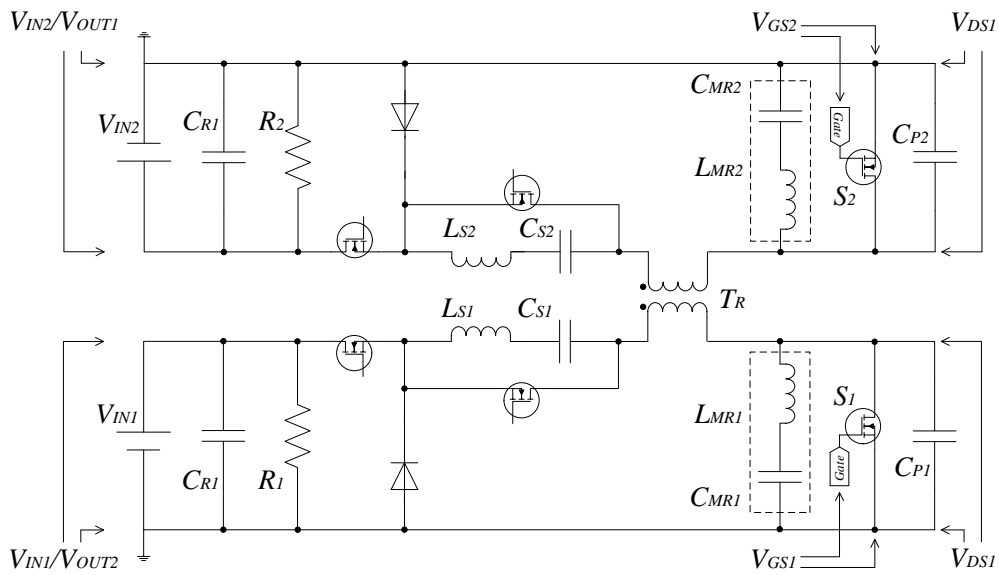 VIN2/VOUT1
VGS2
VDS1
CMR2
VIN2
CR1
R2
Gate
CP2
LMR2
S2
LS2
CS2
TR
LS1
CS1
VIN1
S1
LMR1
CR1
R1
Gate
CP1
CMR1
VIN1/VOUT2
VGS1
VDS1